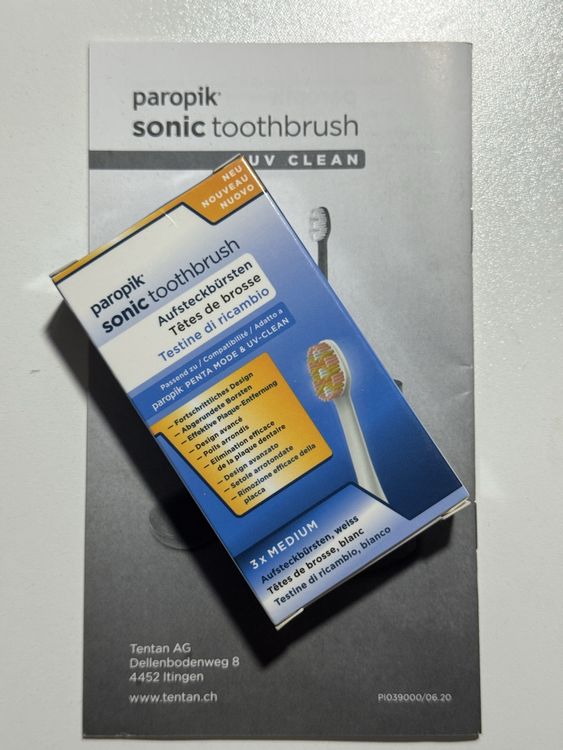 paropik®
sonic toothbrush
UV CLEAN
NEU
NOUVEAU
NUOVO
paropik®
sonic toothbrush
Aufsteckbürsten
Têtes de brosse
Testine di ricambio
Passend zu / Compatibilité / Adatto a
paropik PENTA MODE & UV-CLEAN
— Fortschrittliches Design
— Abgerundete Borsten
— Effektive Plaque-Entfernung
— Design avancé
— Poils arrondis
— Elimination efficace
de la plaque dentaire
— Design avanzato
— Setole arrotondate
— Rimozione efficace della
placca
3 x MEDIUM
Aufsteckbürsten, weiss
Têtes de brosse, blanc
Testine di ricambio, bianco
Tentan AG
Dellenbodenweg 8
4452 Itingen
www.tentan.ch
PI039000/06.20